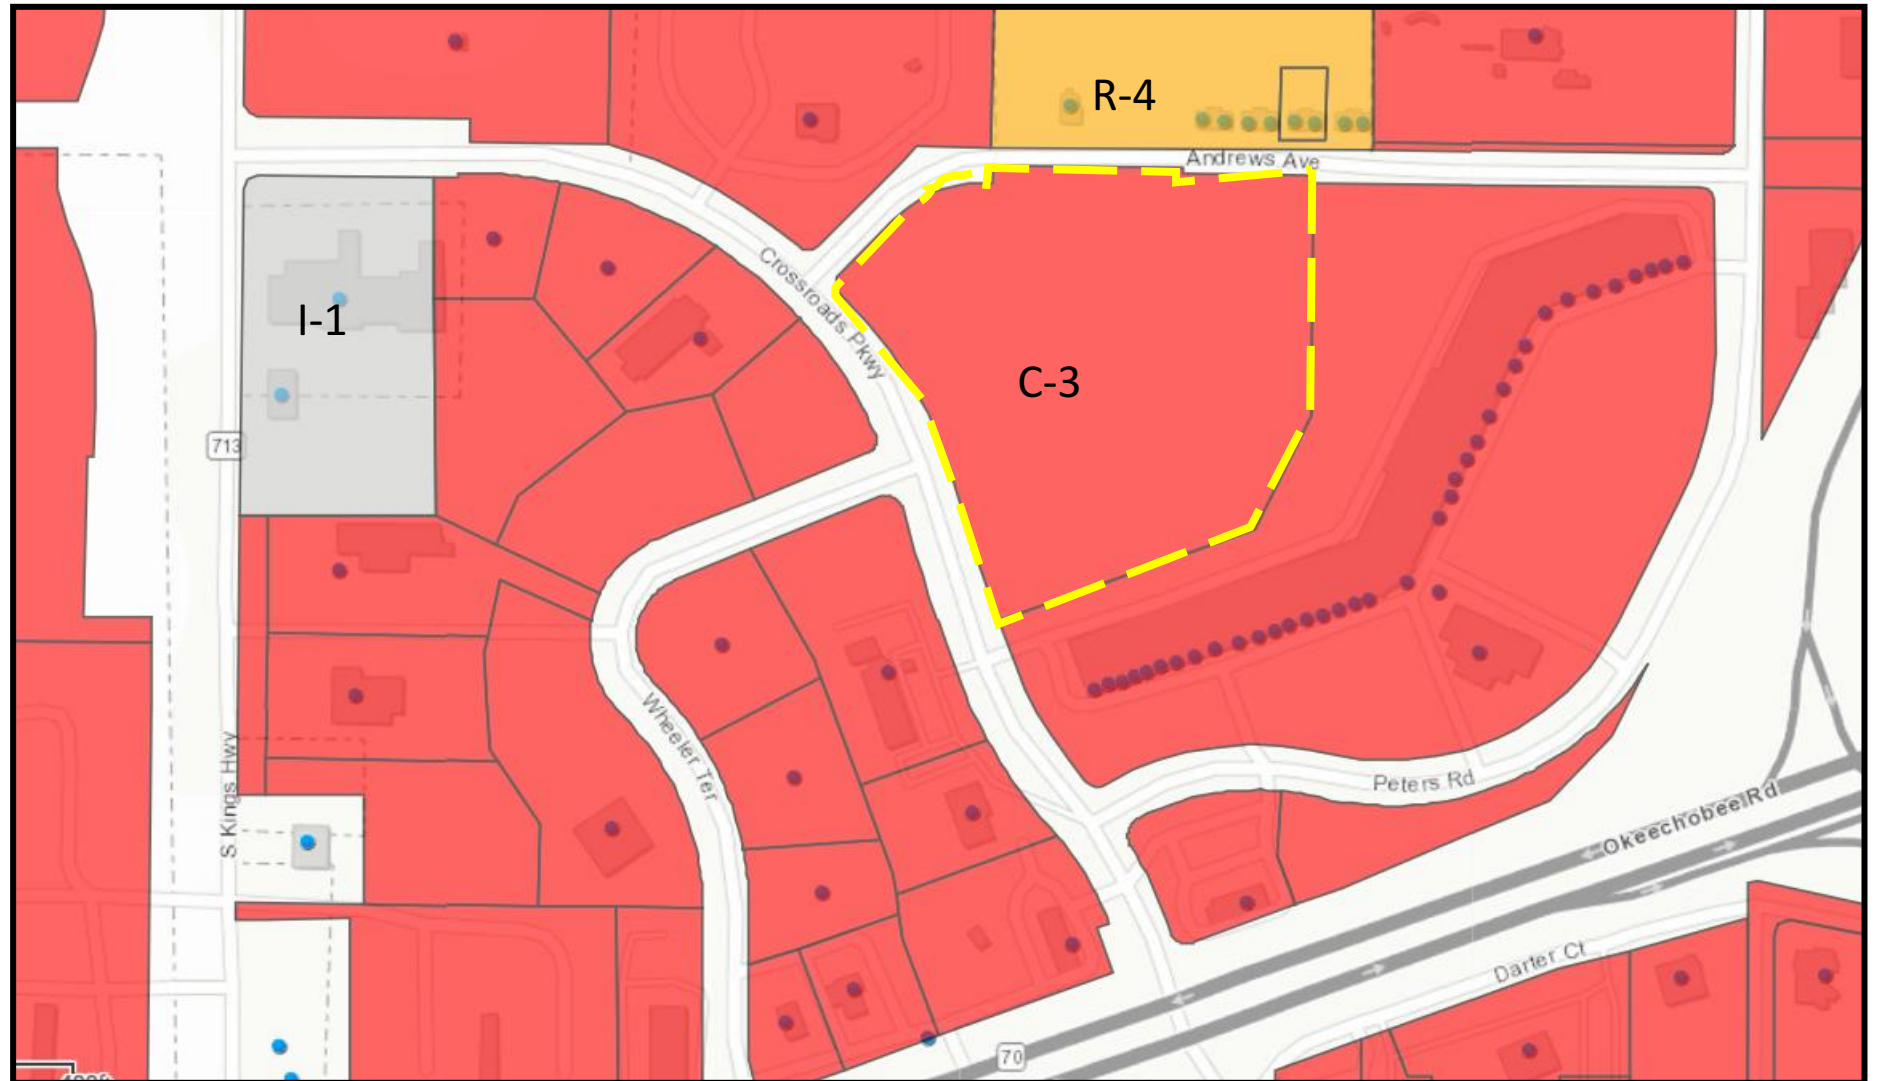 R-4
Andrews Ave
Crossroads Pkwy
I-1
C-3
713
Wheeler Ter
S Kings Hwy
Peters Rd
Okeechobee Rd
Darter Ct
70